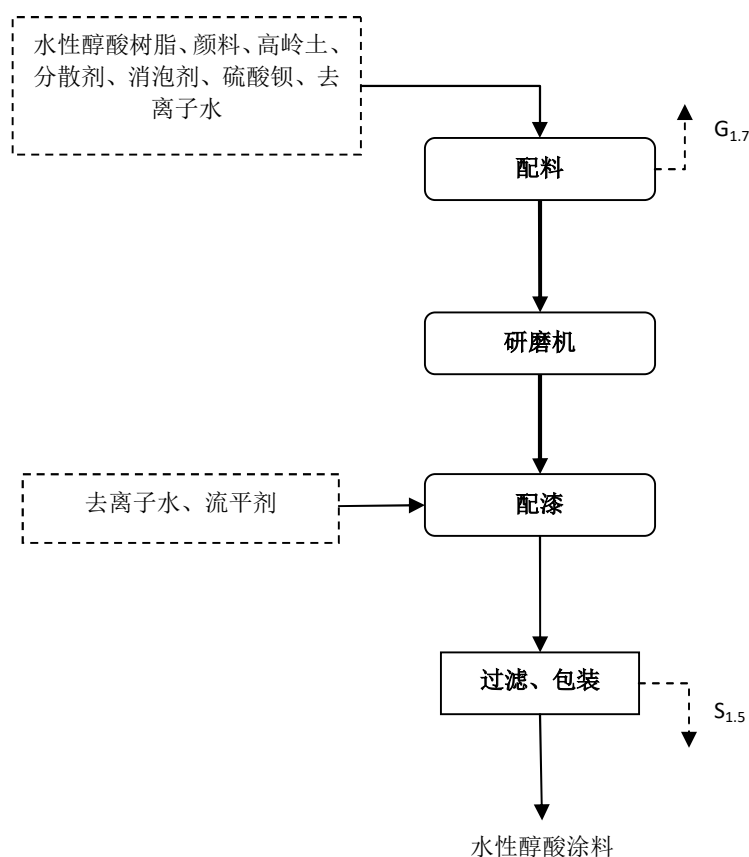 水性醇酸树脂、颜料、高岭土、
分散剂、消泡剂、硫酸钡、去
离子水
G1.7
配料
研磨机
去离子水、流平剂
配漆
过滤、包装
S1.5
水性醇酸涂料